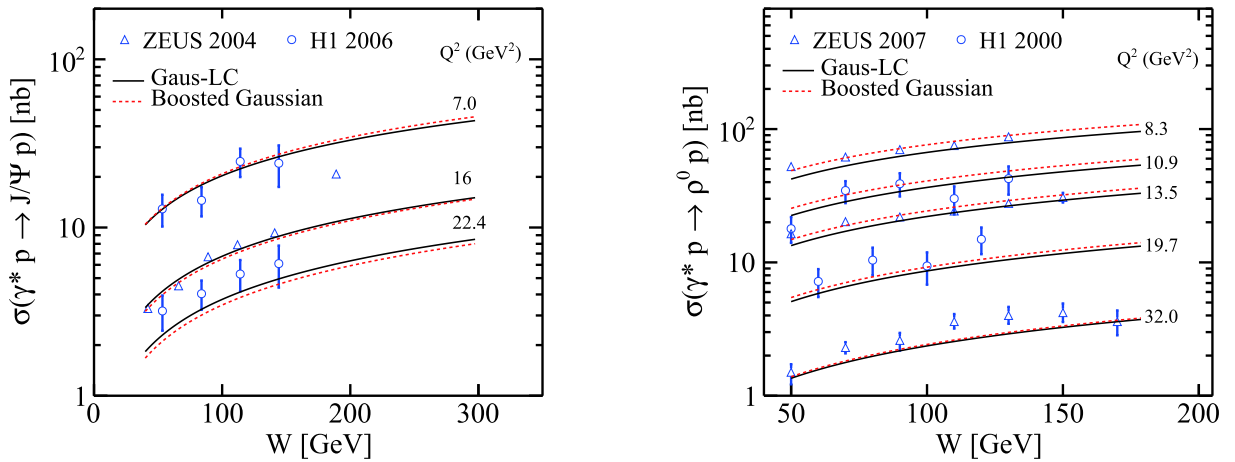 ZEUS 2004 H1 2006 Q² (GeV²)
Gaus-LC
Boosted Gaussian
7.0
16
22.4
10²
10
1
0 100 200 300
W [GeV]
σ(γ* p → J/Ψ p) [nb]
ZEUS 2007 H1 2000 Q² (GeV²)
Gaus-LC
Boosted Gaussian
8.3
10.9
13.5
19.7
32.0
10²
10
1
50 100 150 200
W [GeV]
σ(γ* p → ρ⁰ p) [nb]